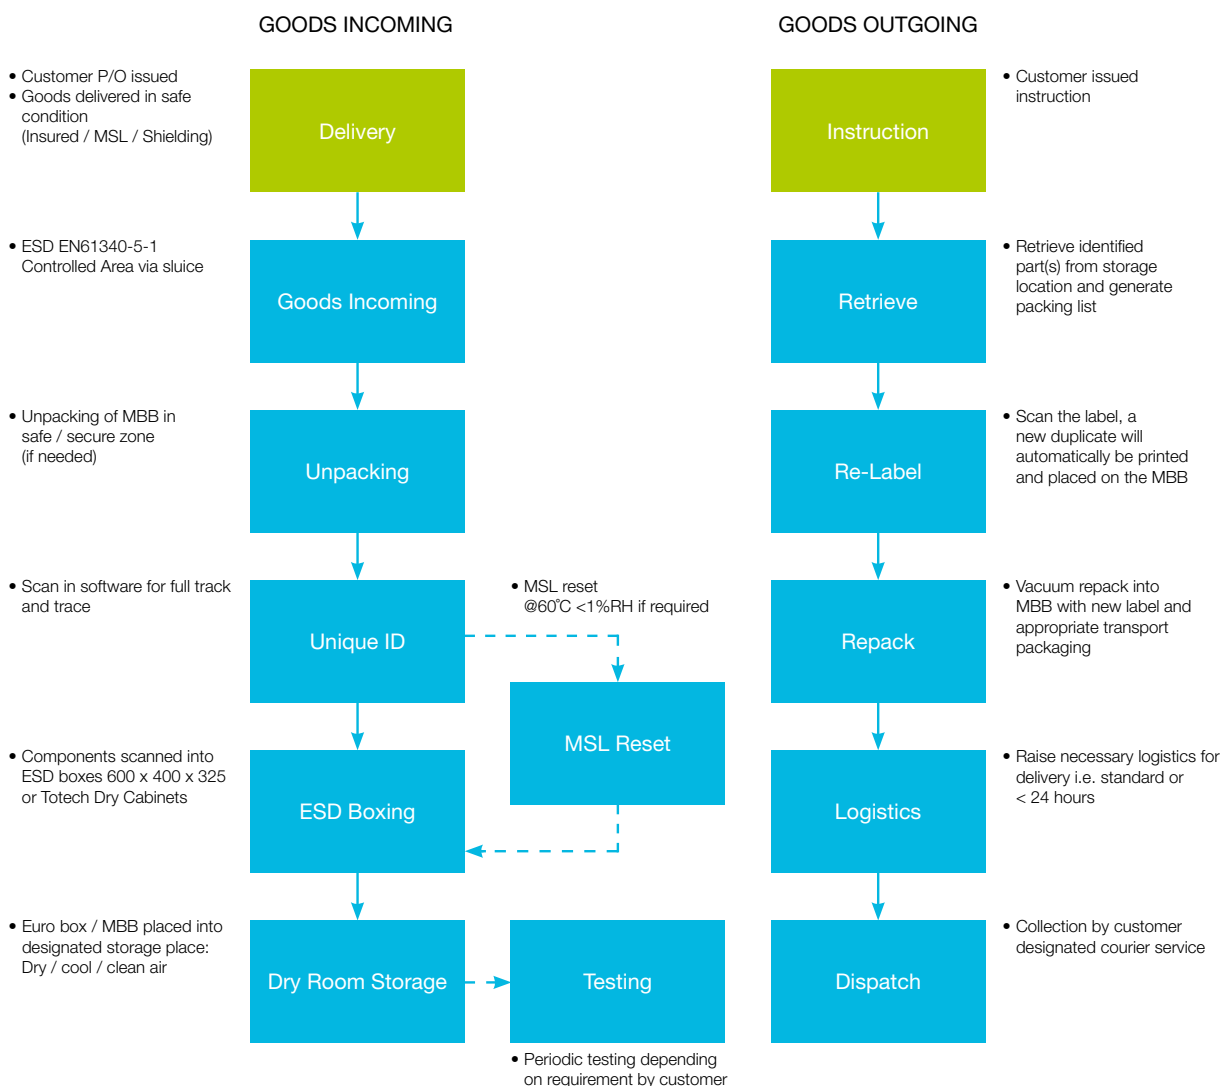 GOODS INCOMING
• Customer P/O issued
• Goods delivered in safe
condition
(Insured / MSL / Shielding)
Delivery
• ESD EN61340-5-1
Controlled Area via sluice
Goods Incoming
• Unpacking of MBB in
safe / secure zone
(if needed)
Unpacking
• Scan in software for full track
and trace
Unique ID
• MSL reset
@60°C <1%RH if required
MSL Reset
• Components scanned into
ESD boxes 600 x 400 x 325
or Totech Dry Cabinets
ESD Boxing
• Euro box / MBB placed into
designated storage place:
Dry / cool / clean air
Dry Room Storage
Testing
• Periodic testing depending
on requirement by customer
GOODS OUTGOING
Instruction
• Customer issued
instruction
Retrieve
• Retrieve identified
part(s) from storage
location and generate
packing list
Re-Label
• Scan the label, a
new duplicate will
automatically be printed
and placed on the MBB
Repack
• Vacuum repack into
MBB with new label and
appropriate transport
packaging
Logistics
• Raise necessary logistics for
delivery i.e. standard or
< 24 hours
Dispatch
• Collection by customer
designated courier service